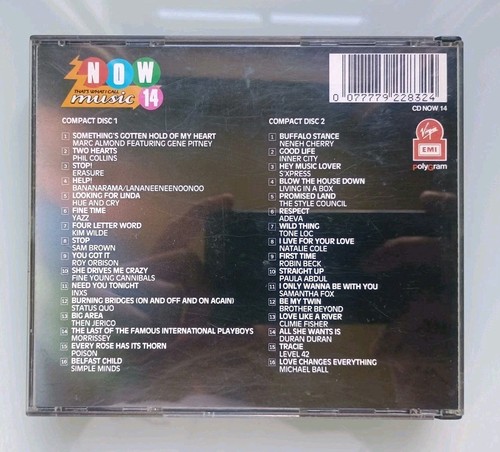 NOW
THAT'S WHAT I CALL
music 14
0 077779 228324
CD NOW 14
COMPACT DISC 1
1 SOMETHING'S GOTTEN HOLD OF MY HEART
MARC ALMOND FEATURING GENE PITNEY
2 TWO HEARTS
PHIL COLLINS
3 STOP!
ERASURE
4 HELP!
BANANARAMA/LANANEENEENOONOO
5 LOOKING FOR LINDA
HUE AND CRY
6 FINE TIME
YAZZ
7 FOUR LETTER WORD
KIM WILDE
8 STOP
SAM BROWN
9 YOU GOT IT
ROY ORBISON
10 SHE DRIVES ME CRAZY
FINE YOUNG CANNIBALS
11 NEED YOU TONIGHT
INXS
12 BURNING BRIDGES (ON AND OFF AND ON AGAIN)
STATUS QUO
13 BIG AREA
THEN JERICO
14 THE LAST OF THE FAMOUS INTERNATIONAL PLAYBOYS
MORRISSEY
15 EVERY ROSE HAS ITS THORN
POISON
16 BELFAST CHILD
SIMPLE MINDS
COMPACT DISC 2
1 BUFFALO STANCE
NENEH CHERRY
2 GOOD LIFE
INNER CITY
3 HEY MUSIC LOVER
S'XPRESS
4 BLOW THE HOUSE DOWN
LIVING IN A BOX
5 PROMISED LAND
THE STYLE COUNCIL
6 RESPECT
ADEVA
7 WILD THING
TONE LOC
8 I LIVE FOR YOUR LOVE
NATALIE COLE
9 FIRST TIME
ROBIN BECK
10 STRAIGHT UP
PAULA ABDUL
11 I ONLY WANNA BE WITH YOU
SAMANTHA FOX
12 BE MY TWIN
BROTHER BEYOND
13 LOVE LIKE A RIVER
CLIMIE FISHER
14 ALL SHE WANTS IS
DURAN DURAN
15 TRACIE
LEVEL 42
16 LOVE CHANGES EVERYTHING
MICHAEL BALL
Virgin
EMI
polyGram